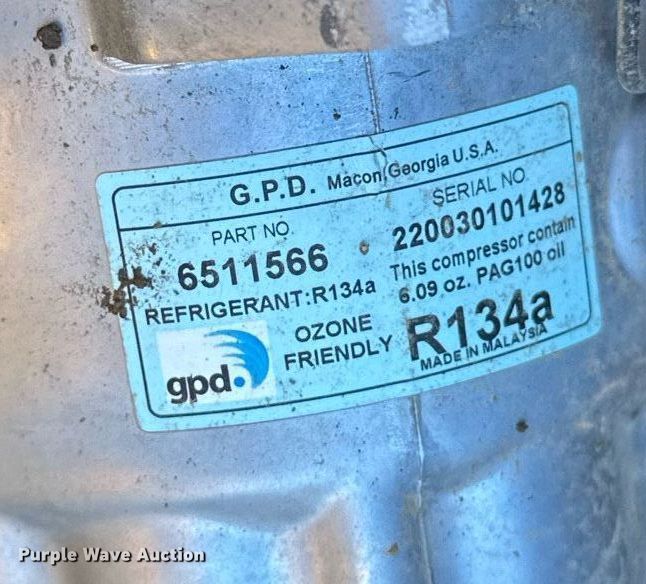 G.P.D. Macon, Georgia U.S.A.
PART NO.
6511566
REFRIGERANT:R134a
SERIAL NO.
220030101428
This compressor contain
6.09 oz. PAG100 oil
gpd.
OZONE
FRIENDLY
R134a
MADE IN MALAYSIA
Purple Wave Auction